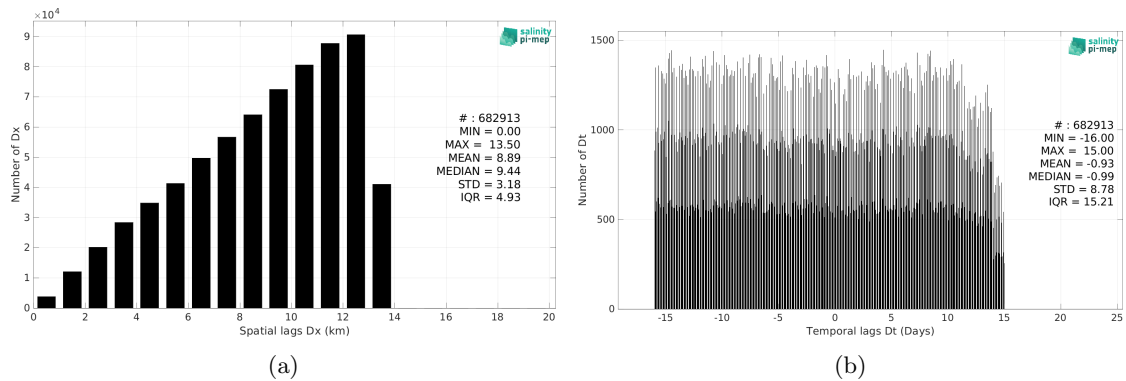 ×10⁴
9
8
7
6
5
4
3
2
1
0
Number of Dx
salinity
pi-mep
# : 682913
MIN = 0.00
MAX = 13.50
MEAN = 8.89
MEDIAN = 9.44
STD = 3.18
IQR = 4.93
0 2 4 6 8 10 12 14 16 18 20
Spatial lags Dx (km)
(a)
1500
1000
500
0
Number of Dt
salinity
pi-mep
# : 682913
MIN = -16.00
MAX = 15.00
MEAN = -0.93
MEDIAN = -0.99
STD = 8.78
IQR = 15.21
-15 -10 -5 0 5 10 15 20 25
Temporal lags Dt (Days)
(b)